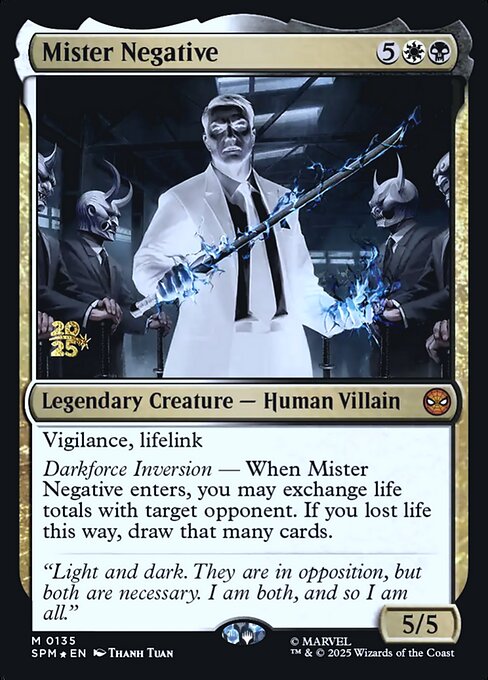 Mister Negative 5
2025
Legendary Creature — Human Villain
Vigilance, lifelink
Darkforce Inversion — When Mister
Negative enters, you may exchange life
totals with target opponent. If you lost life
this way, draw that many cards.
“Light and dark. They are in opposition, but
both are necessary. I am both, and so I am
all.”
5/5
M 0135
SPM★EN Thanh Tuan
© MARVEL
™ & © 2025 Wizards of the Coast